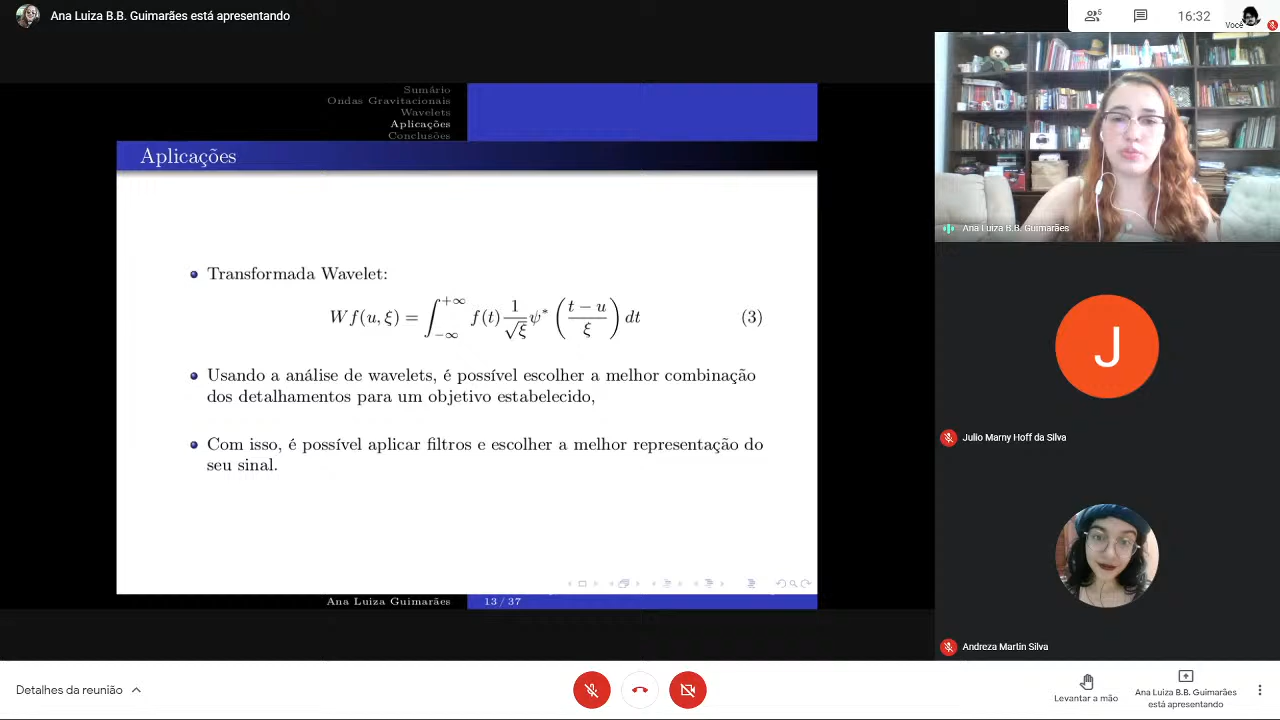 Ana Luiza B.B. Guimarães está apresentando
5
16:32
Você
Sumário
Ondas Gravitacionais
Wavelets
Aplicações
Conclusões
Aplicações
Transformada Wavelet:
Wf(u, ξ) = ∫_{−∞}^{+∞} f(t) 1/√ξ ψ* ((t − u)/ξ) dt (3)
Usando a análise de wavelets, é possível escolher a melhor combinação
dos detalhamentos para um objetivo estabelecido,
Com isso, é possível aplicar filtros e escolher a melhor representação do
seu sinal.
Ana Luiza Guimarães 13 / 37
Ana Luiza B.B. Guimarães
J
Julio Marny Hoff da Silva
Andreza Martin Silva
Detalhes da reunião
Levantar a mão
Ana Luiza B.B. Guimarães
está apresentando